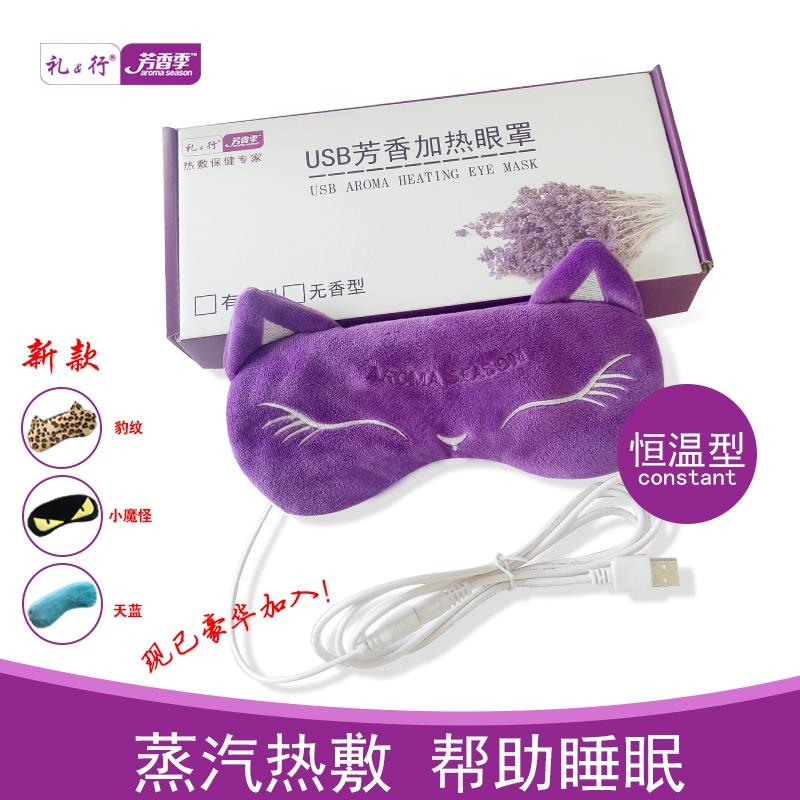 礼&行® 芳香季™
aroma season
礼&行® 芳香季
热敷保健专家
USB芳香加热眼罩
USB AROMA HEATING EYE MASK
有 型 无香型
AROMA SEASON
新款
豹纹
小魔怪
天蓝
恒温型
constant
现已豪华加入!
蒸汽热敷 帮助睡眠